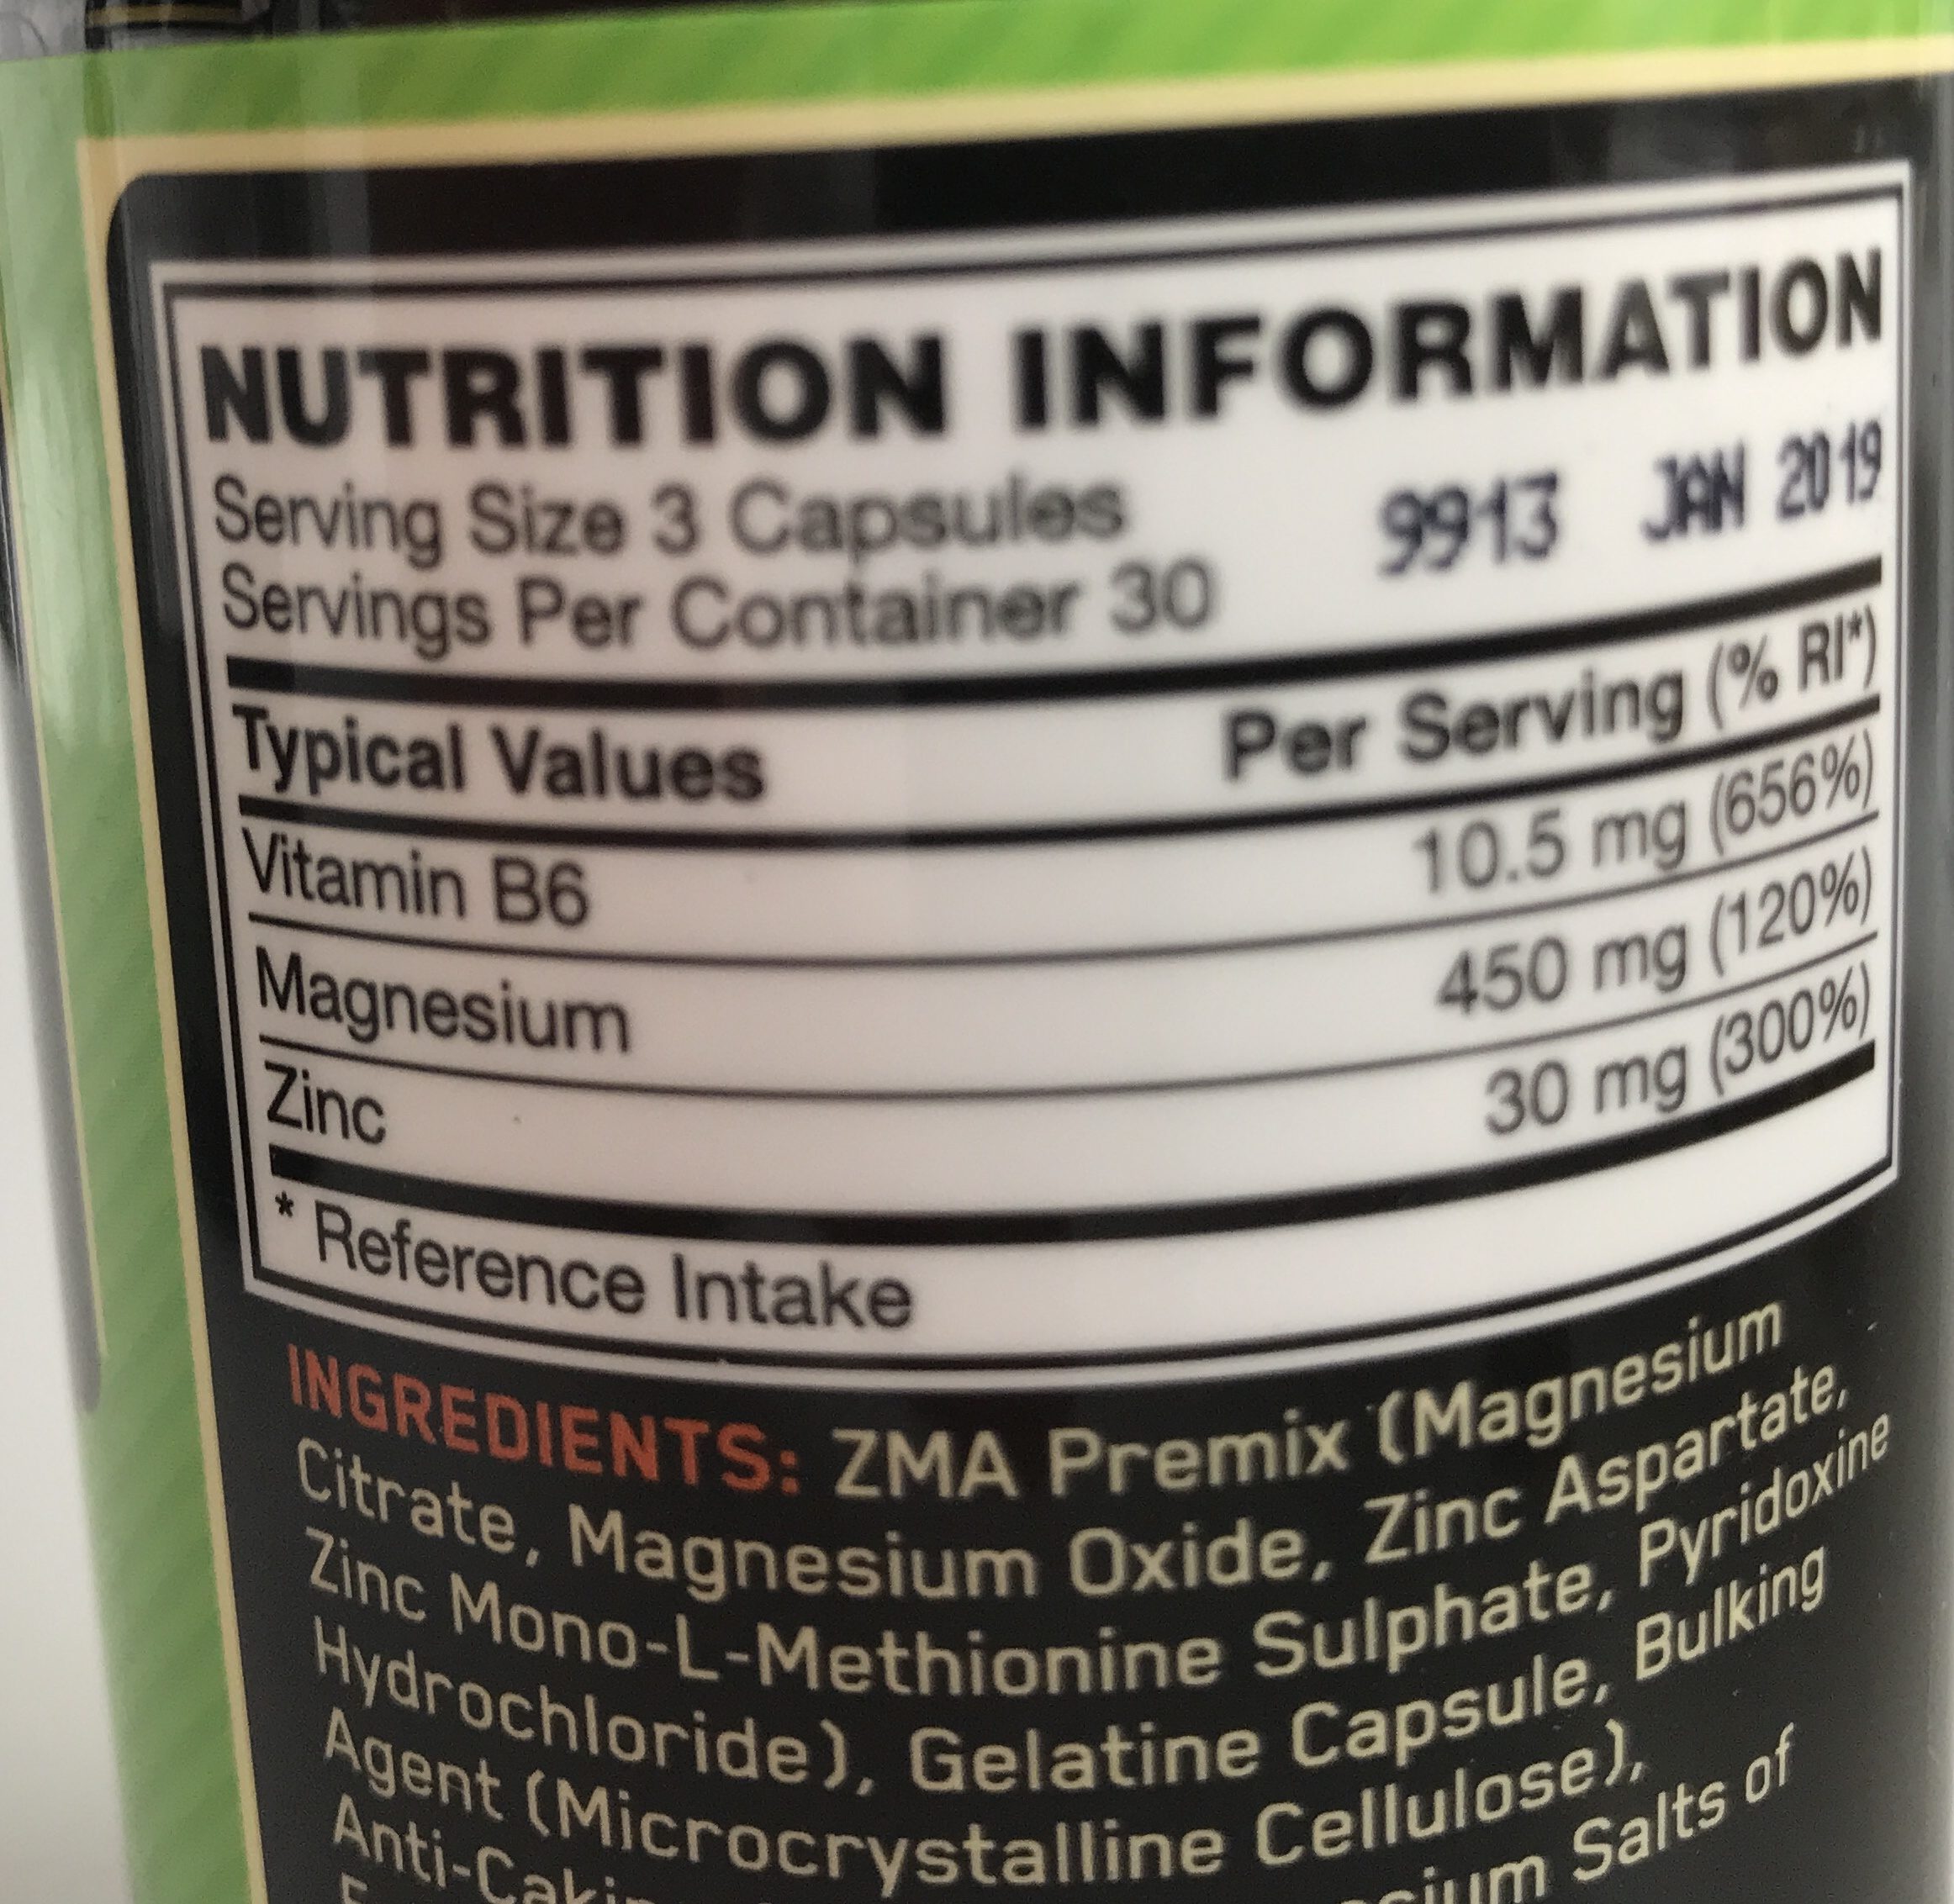 NUTRITION INFORMATION
Serving Size 3 Capsules 9913 JAN 2019
Servings Per Container 30
Typical Values Per Serving (% RI*)
Vitamin B6 10.5 mg (656%)
Magnesium 450 mg (120%)
Zinc 30 mg (300%)
* Reference Intake
INGREDIENTS: ZMA Premix (Magnesium
Citrate, Magnesium Oxide, Zinc Aspartate,
Zinc Mono-L-Methionine Sulphate, Pyridoxine
Hydrochloride), Gelatine Capsule, Bulking
Agent (Microcrystalline Cellulose),
Salts of